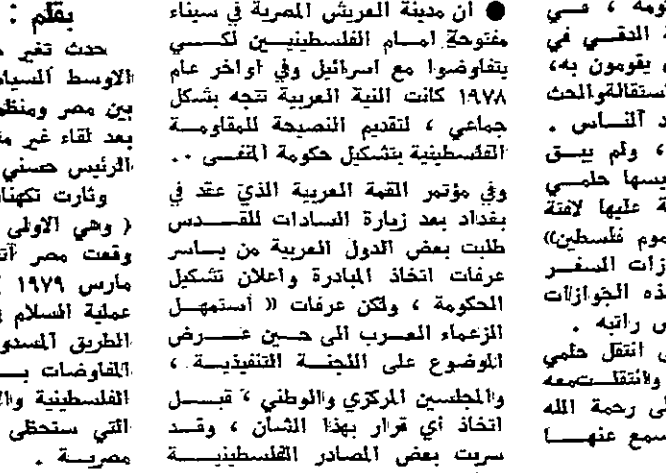 ومه ، في
ة الدقي في
ن يقومون به،
ستقالة والحث
د الناس .
، ولم يبق
يسها حلمي
ة عليها لافتة
موم فلسطين))
ازات السفر
ذه الجوازات
س راتبه .
ى انتقل حلمي
وانتقلت معه
لى رحمة الله
سمع عنها
● ان مدينة العريش المصرية في سيناء
مفتوحة امام الفلسطينيين لكي
يتفاوضوا مع اسرائيل وفي اواخر عام
١٩٧٨ كانت النية العربية تتجه بشكل
جماعي ، لتقديم النصيحة للمقاومة
الفلسطينية بتشكيل حكومة المنفى ..
وفي مؤتمر القمة العربية الذي عقد في
بغداد بعد زيارة السادات للقدس
طلبت بعض الدول العربية من ياسر
عرفات اتخاذ المبادرة واعلان تشكيل
الحكومة ، ولكن عرفات (( استمهل
الزعماء العرب الى حين عرض
الموضوع على اللجنة التنفيذية ،
والمجلسين المركزي والوطني ، قبل
اتخاذ أي قرار بهذا الشأن ، وقد
سربت بعض المصادر الفلسطينية
بقلم :
حدث تغير
الاوسط السيا
بين مصر ومنظ
بعد لقاء غير م
الرئيس حسني
وثارت تكهنا
( وهي الاولى
وقعت مصر ات
مارس ١٩٧٩
عملية السلام
الطريق المسدو
المفاوضات ب
الفلسطينية والا
التي ستحظى
مصرية .